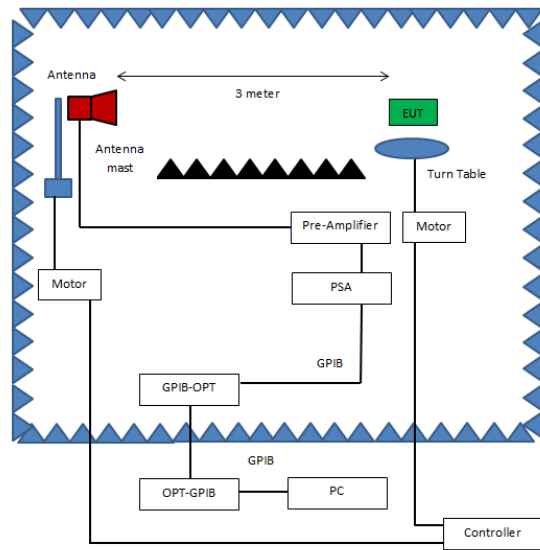 Antenna
3 meter
EUT
Antenna
mast
Turn Table
Pre-Amplifier
Motor
Motor
PSA
GPIB
GPIB-OPT
GPIB
OPT-GPIB
PC
Controller